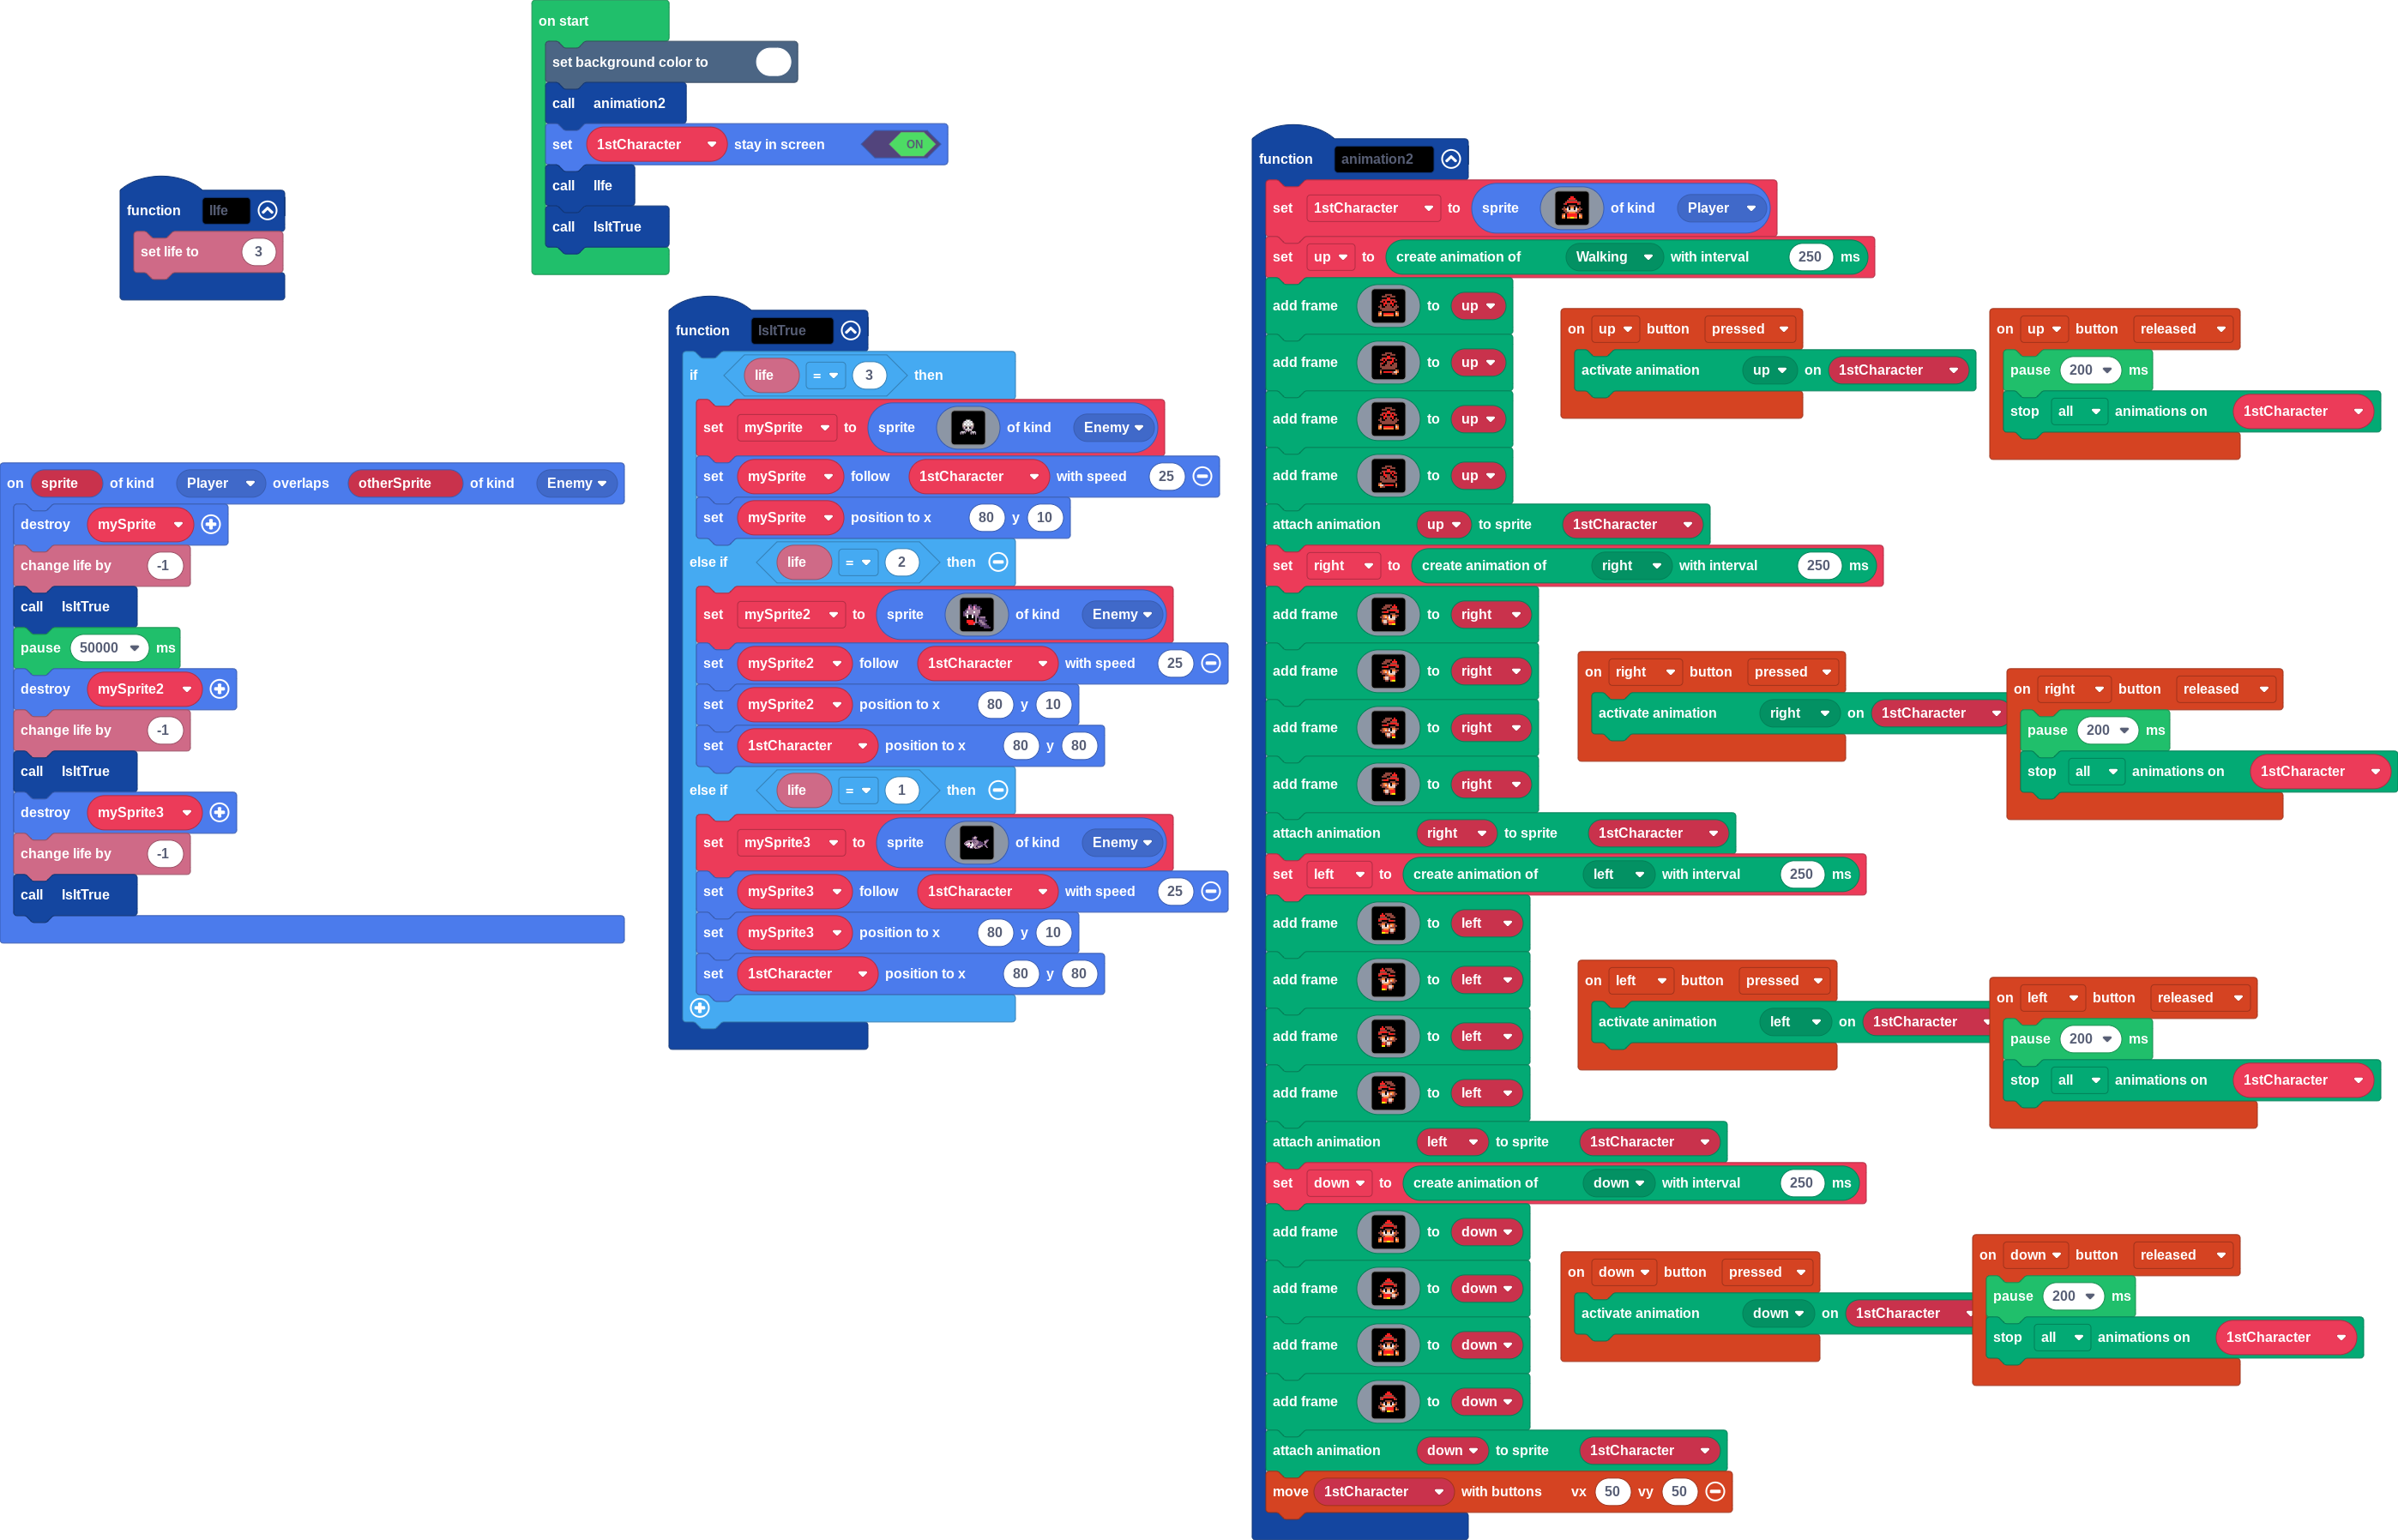 on start
set background color to
call animation2
set 1stCharacter stay in screen ON
call lIfe
call IsItTrue
function lIfe
set life to 3
function IsItTrue
if life = 3 then
set mySprite to sprite of kind Enemy
set mySprite follow 1stCharacter with speed 25
set mySprite position to x 80 y 10
else if life = 2 then
set mySprite2 to sprite of kind Enemy
set mySprite2 follow 1stCharacter with speed 25
set mySprite2 position to x 80 y 10
set 1stCharacter position to x 80 y 80
else if life = 1 then
set mySprite3 to sprite of kind Enemy
set mySprite3 follow 1stCharacter with speed 25
set mySprite3 position to x 80 y 10
set 1stCharacter position to x 80 y 80
on sprite of kind Player overlaps otherSprite of kind Enemy
destroy mySprite
change life by -1
call IsItTrue
pause 50000 ms
destroy mySprite2
change life by -1
call IsItTrue
destroy mySprite3
change life by -1
call IsItTrue
function animation2
set 1stCharacter to sprite of kind Player
set up to create animation of Walking with interval 250 ms
add frame to up
add frame to up
add frame to up
add frame to up
attach animation up to sprite 1stCharacter
set right to create animation of right with interval 250 ms
add frame to right
add frame to right
add frame to right
add frame to right
attach animation right to sprite 1stCharacter
set left to create animation of left with interval 250 ms
add frame to left
add frame to left
add frame to left
add frame to left
attach animation left to sprite 1stCharacter
set down to create animation of down with interval 250 ms
add frame to down
add frame to down
add frame to down
add frame to down
attach animation down to sprite 1stCharacter
move 1stCharacter with buttons vx 50 vy 50
on up button pressed
activate animation up on 1stCharacter
on up button released
pause 200 ms
stop all animations on 1stCharacter
on right button pressed
activate animation right on 1stCharacter
on right button released
pause 200 ms
stop all animations on 1stCharacter
on left button pressed
activate animation left on 1stCharacter
on left button released
pause 200 ms
stop all animations on 1stCharacter
on down button pressed
activate animation down on 1stCharacter
on down button released
pause 200 ms
stop all animations on 1stCharacter